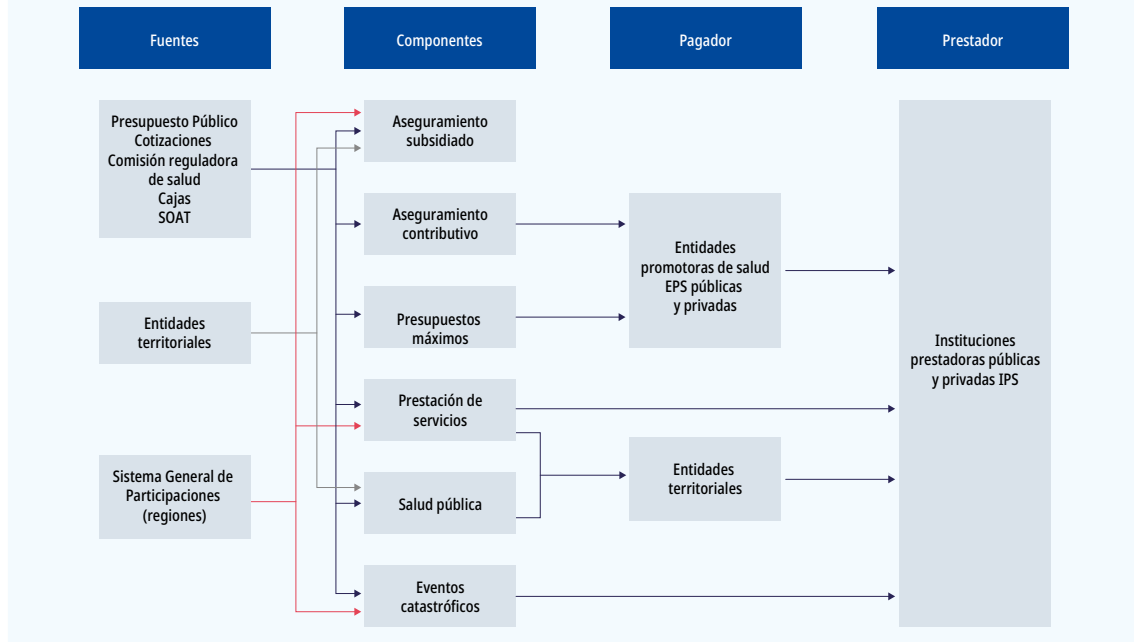 Fuentes
Componentes
Pagador
Prestador
Presupuesto Público
Cotizaciones
Comisión reguladora
de salud
Cajas
SOAT
Entidades
territoriales
Sistema General de
Participaciones
(regiones)
Aseguramiento
subsidiado
Aseguramiento
contributivo
Presupuestos
máximos
Prestación de
servicios
Salud pública
Eventos
catastróficos
Entidades
promotoras de salud
EPS públicas
y privadas
Entidades
territoriales
Instituciones
prestadoras públicas
y privadas IPS